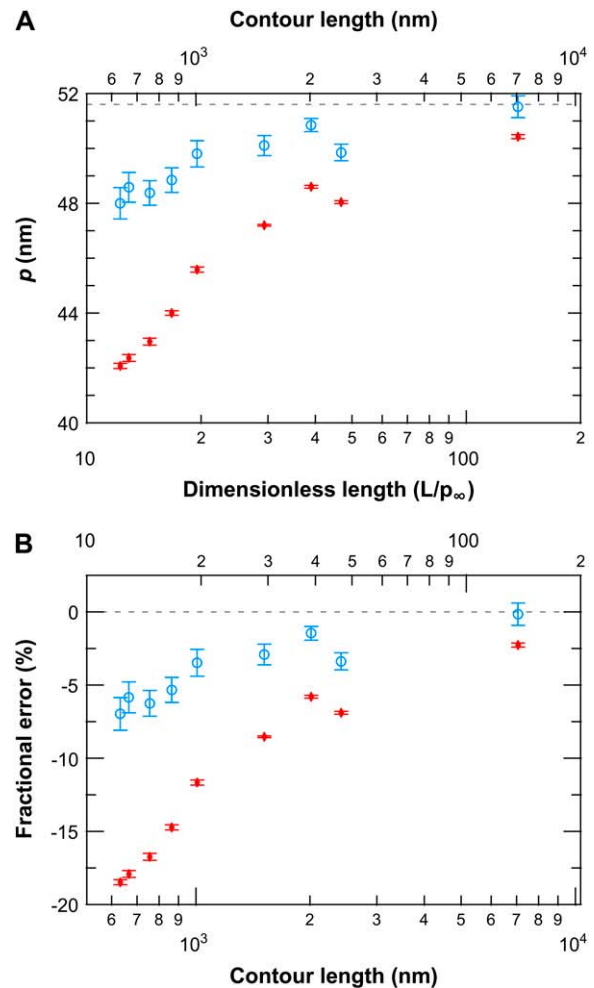 A
Contour length (nm)
10³ 10⁴
6 7 8 9 2 3 4 5 6 7 8 9
52
48
44
40
p (nm)
2 3 4 5 6 7 8 9 2
10 100
Dimensionless length (L/p∞)
B
10 100
2 3 4 5 6 7 8 9 2
0
-5
-10
-15
-20
Fractional error (%)
6 7 8 9 2 3 4 5 6 7 8 9
10³ 10⁴
Contour length (nm)